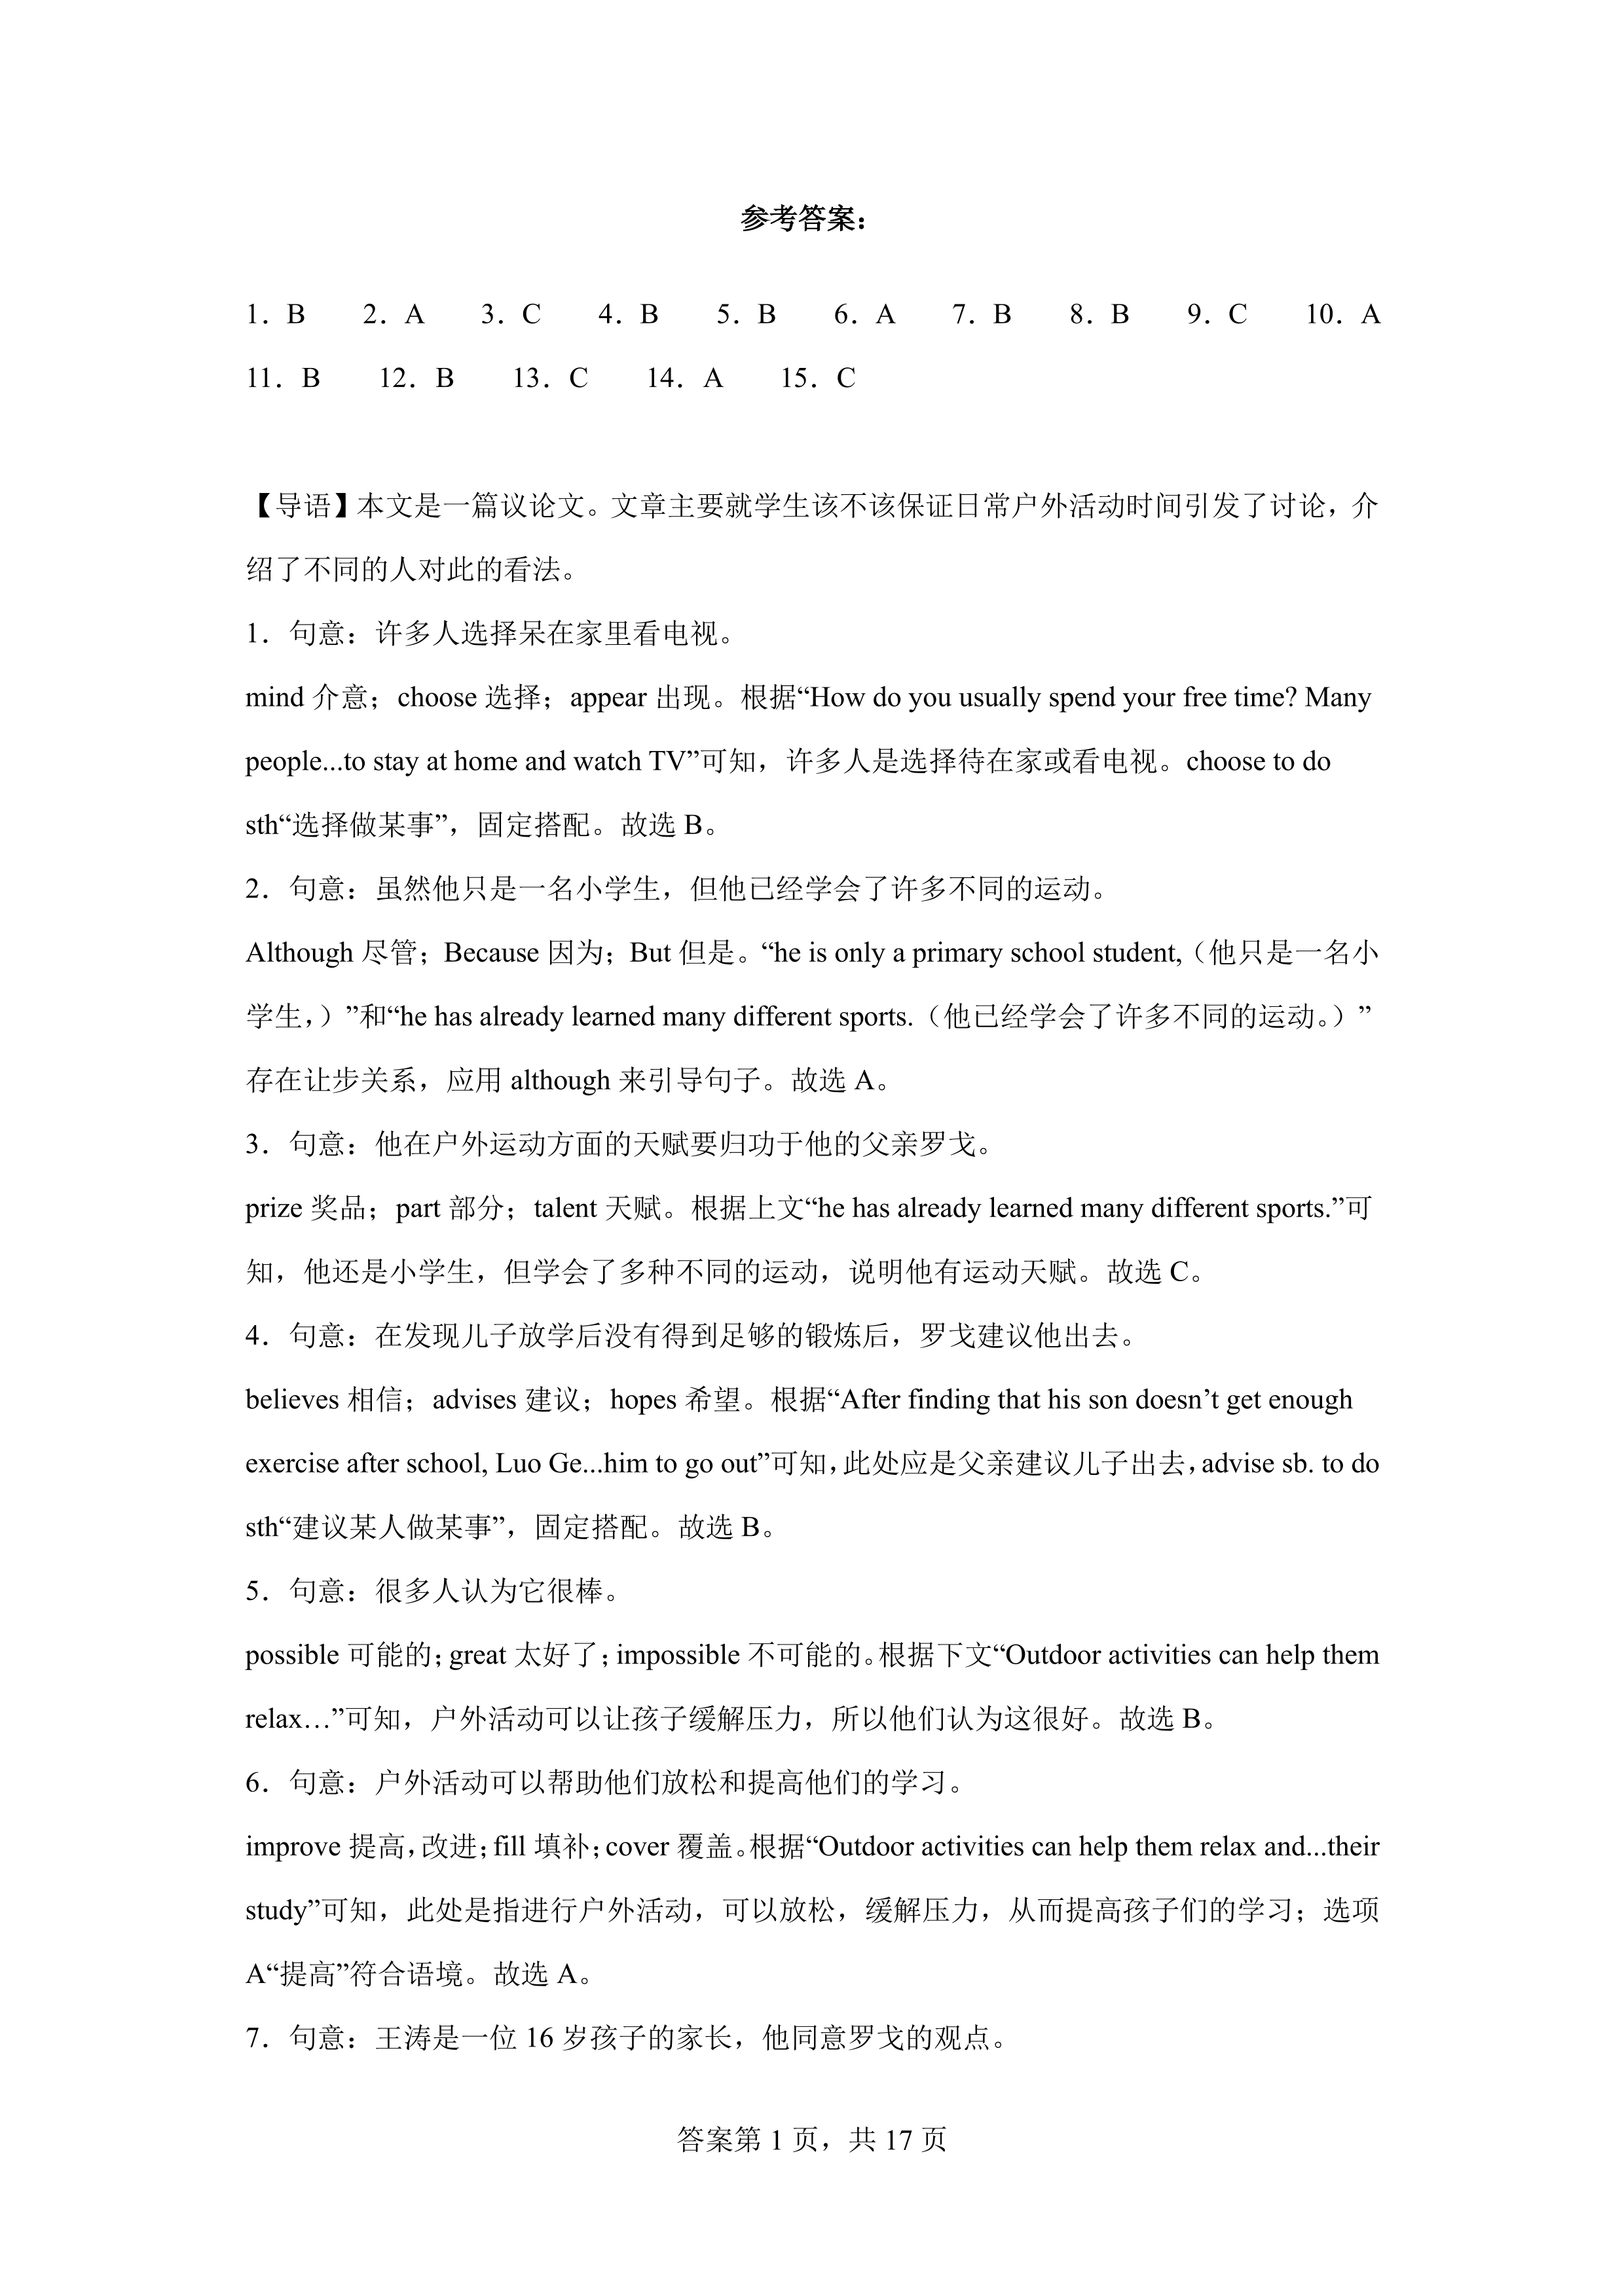 参考答案：
1．B 2．A 3．C 4．B 5．B 6．A 7．B 8．B 9．C 10．A
11．B 12．B 13．C 14．A 15．C
【导语】本文是一篇议论文。文章主要就学生该不该保证日常户外活动时间引发了讨论，介
绍了不同的人对此的看法。
1．句意：许多人选择呆在家里看电视。
mind 介意；choose 选择；appear 出现。根据“How do you usually spend your free time? Many
people...to stay at home and watch TV”可知，许多人是选择待在家或看电视。choose to do
sth“选择做某事”，固定搭配。故选 B。
2．句意：虽然他只是一名小学生，但他已经学会了许多不同的运动。
Although 尽管；Because 因为；But 但是。“he is only a primary school student,（他只是一名小
学生，）”和“he has already learned many different sports.（他已经学会了许多不同的运动。）”
存在让步关系，应用 although 来引导句子。故选 A。
3．句意：他在户外运动方面的天赋要归功于他的父亲罗戈。
prize 奖品；part 部分；talent 天赋。根据上文“he has already learned many different sports.”可
知，他还是小学生，但学会了多种不同的运动，说明他有运动天赋。故选 C。
4．句意：在发现儿子放学后没有得到足够的锻炼后，罗戈建议他出去。
believes 相信；advises 建议；hopes 希望。根据“After finding that his son doesn’t get enough
exercise after school, Luo Ge...him to go out”可知，此处应是父亲建议儿子出去，advise sb. to do
sth“建议某人做某事”，固定搭配。故选 B。
5．句意：很多人认为它很棒。
possible 可能的；great 太好了；impossible 不可能的。根据下文“Outdoor activities can help them
relax…”可知，户外活动可以让孩子缓解压力，所以他们认为这很好。故选 B。
6．句意：户外活动可以帮助他们放松和提高他们的学习。
improve 提高，改进；fill 填补；cover 覆盖。根据“Outdoor activities can help them relax and...their
study”可知，此处是指进行户外活动，可以放松，缓解压力，从而提高孩子们的学习；选项
A“提高”符合语境。故选 A。
7．句意：王涛是一位 16 岁孩子的家长，他同意罗戈的观点。
答案第 1 页，共 17 页